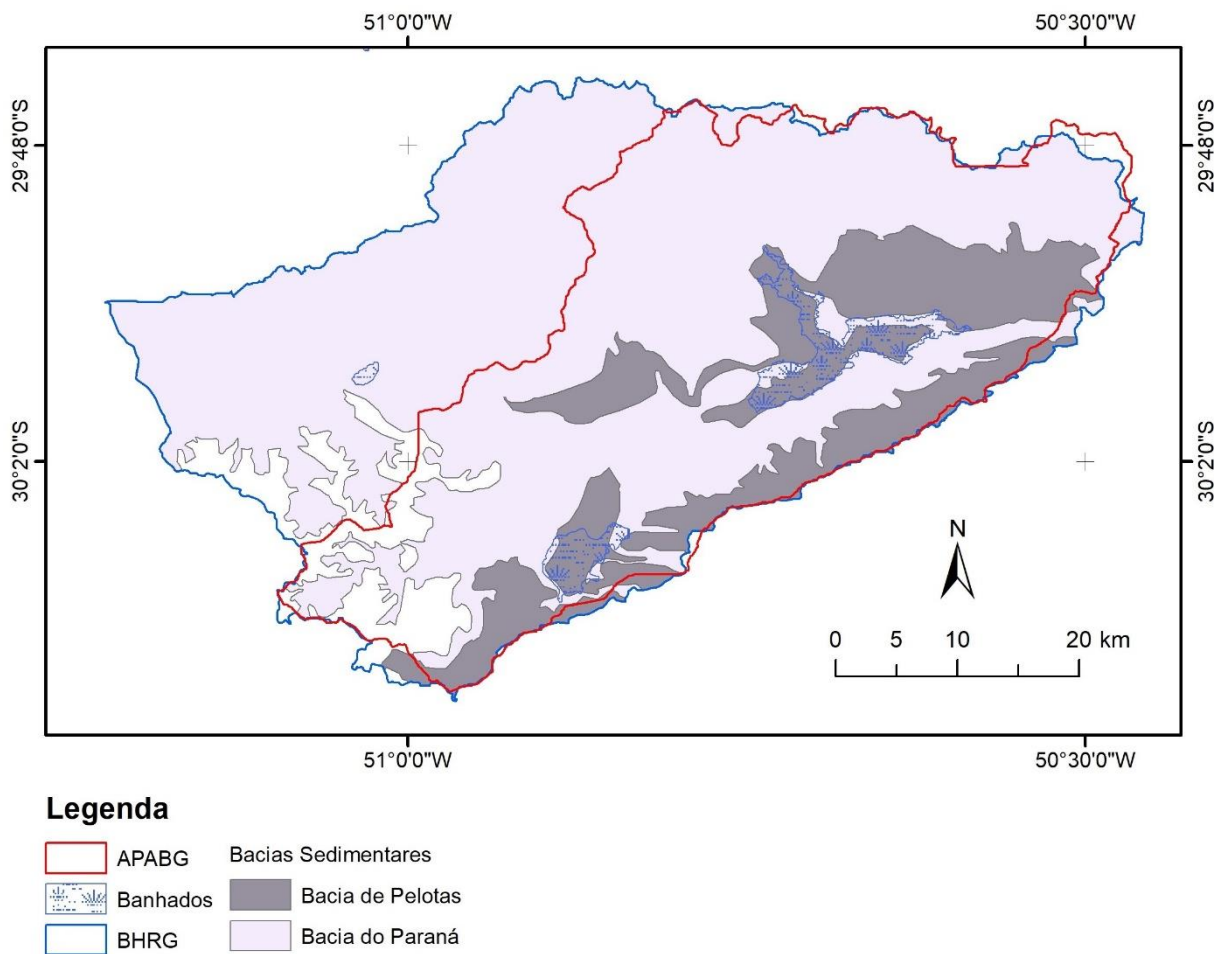 51°0'0"W
50°30'0"W
29°48'0"S
29°48'0"S
30°2'0"S
30°2'0"S
N
0 5 10 20 km
51°0'0"W
50°30'0"W
Legenda
APABG
Bacias Sedimentares
Banhados
Bacia de Pelotas
BHRG
Bacia do Paraná